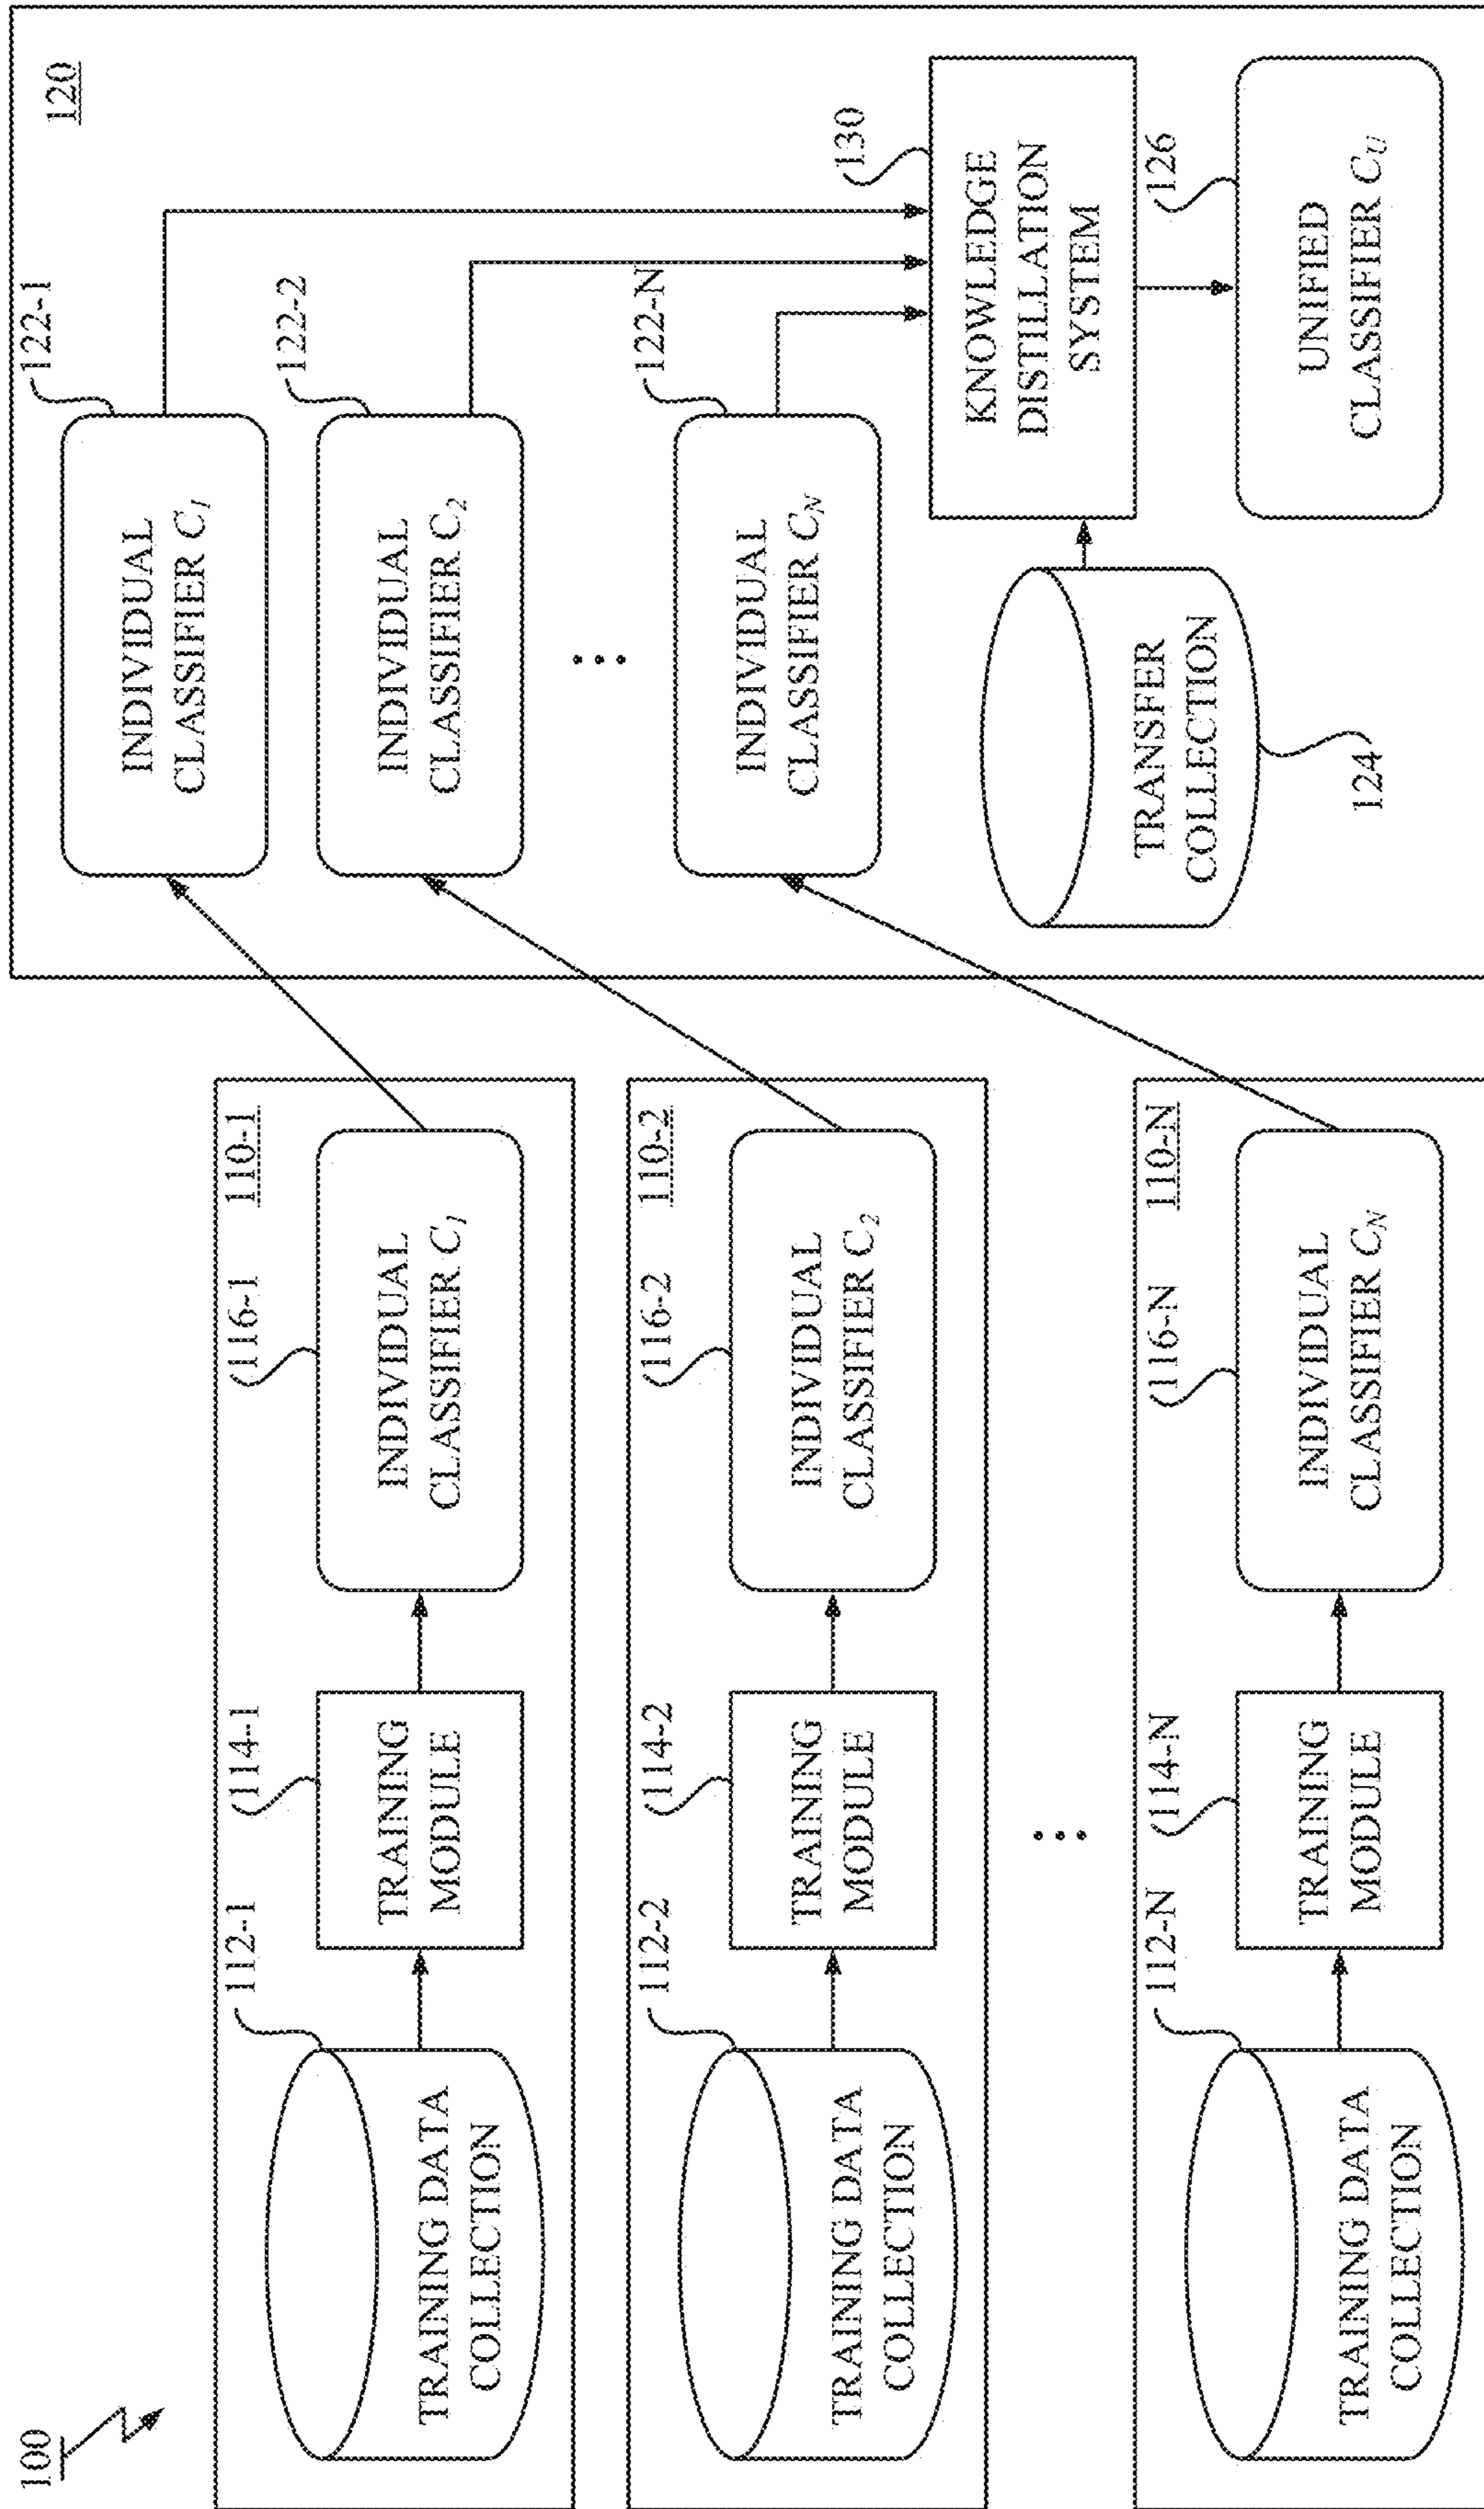 100
110-1
112-1
TRAINING DATA
COLLECTION
114-1
TRAINING
MODULE
116-1
INDIVIDUAL
CLASSIFIER C1
110-2
112-2
TRAINING DATA
COLLECTION
114-2
TRAINING
MODULE
116-2
INDIVIDUAL
CLASSIFIER C2
110-N
112-N
TRAINING DATA
COLLECTION
114-N
TRAINING
MODULE
116-N
INDIVIDUAL
CLASSIFIER CN
120
122-1
INDIVIDUAL
CLASSIFIER C1
122-2
INDIVIDUAL
CLASSIFIER C2
122-N
INDIVIDUAL
CLASSIFIER CN
124
TRANSFER
COLLECTION
130
KNOWLEDGE
DISTILLATION
SYSTEM
126
UNIFIED
CLASSIFIER CU